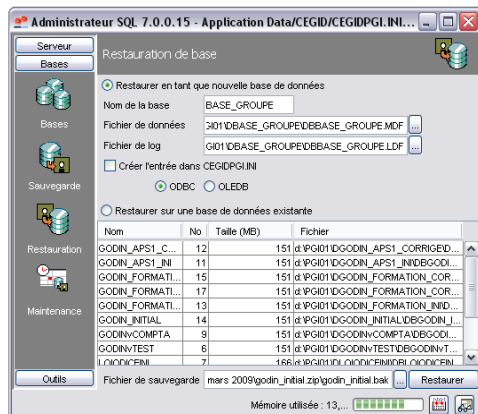 Administrateur SQL 7.0.0.15 - Application Data/CEGID/CEGIDPGI.INI...
Serveur
Bases
Restauration de base
Restaurer en tant que nouvelle base de données
Nom de la base BASE_GROUPE
Fichier de données GI01\DBASE_GROUPE\DBBASE_GROUPE.MDF ...
Fichier de log GI01\DBASE_GROUPE\DBBASE_GROUPE.LDF ...
Créer l'entrée dans CEGIDPGI.INI
ODBC OLEDB
Restaurer sur une base de données existante
Bases
Sauvegarde
Restauration
Maintenance
Nom No Taille (MB) Fichier
GODIN_APS1_C... 12 151 d:\PGI01\DGODIN_APS1_CORRIGE\D...
GODIN_APS1_INI 11 151 d:\PGI01\DGODIN_APS1_INI\DBGODI...
GODIN_FORMATI... 15 151 d:\PGI01\DGODIN_FORMATION_COR...
GODIN_FORMATI... 17 151 d:\PGI01\DGODIN_FORMATION_COR...
GODIN_FORMATI... 13 151 d:\PGI01\DGODIN_FORMATION_INI\D...
GODIN_INITIAL 14 151 d:\PGI01\DGODIN_INITIAL\DBGODIN_I...
GODINvCOMPTA 9 151 d:\PGI01\DGODINvCOMPTA\DBGODI...
GODINvTEST 6 151 d:\PGI01\DGODINvTEST\DBGODINvT...
7 166
Outils
Fichier de sauvegarde mars 2009\godin_initial.zip\godin_initial.bak ... Restaurer
Mémoire utilisée : 13,...